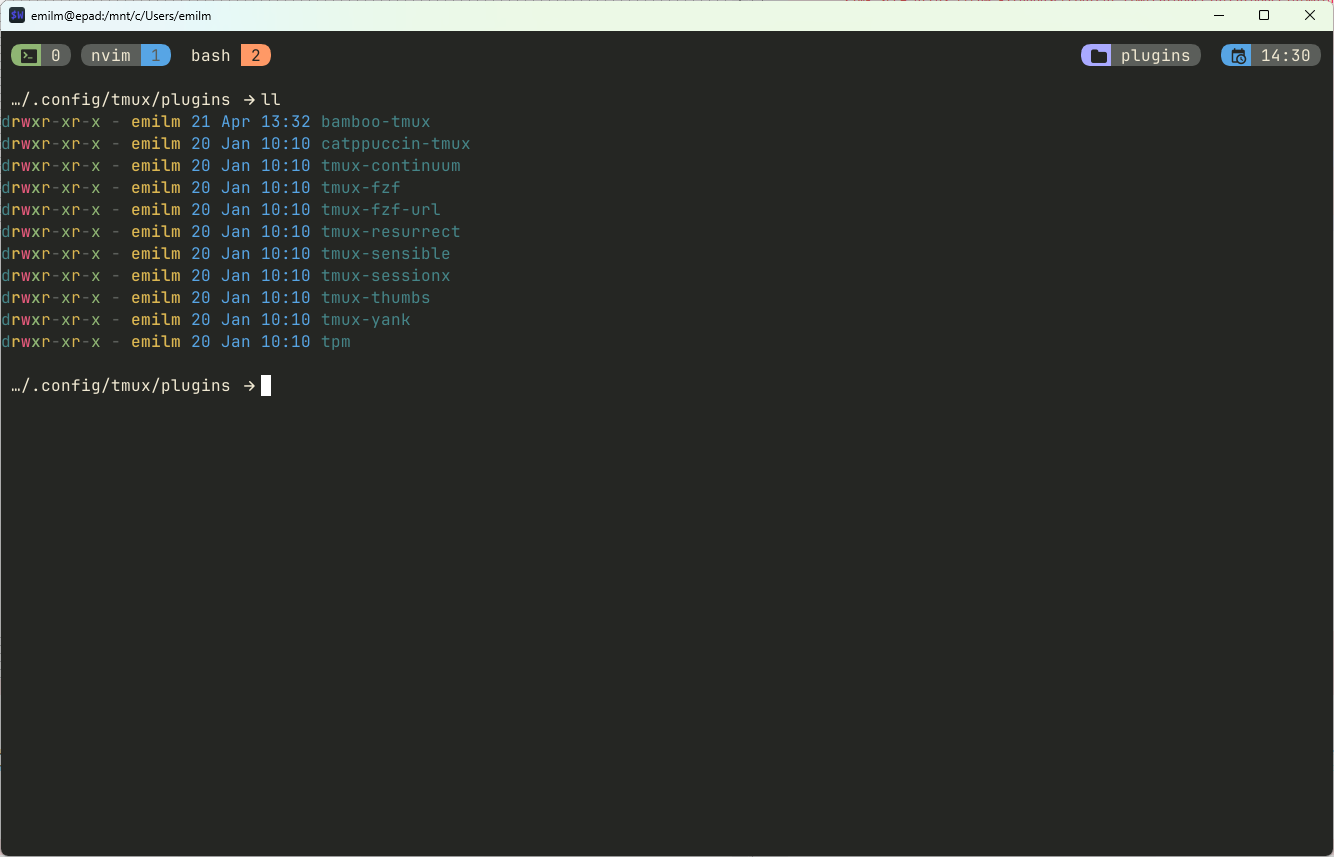 $W emilm@epad:/mnt/c/Users/emilm
0 nvim 1 bash 2 plugins 14:30
…/.config/tmux/plugins → ll
drwxr-xr-x - emilm 21 Apr 13:32 bamboo-tmux
drwxr-xr-x - emilm 20 Jan 10:10 catppuccin-tmux
drwxr-xr-x - emilm 20 Jan 10:10 tmux-continuum
drwxr-xr-x - emilm 20 Jan 10:10 tmux-fzf
drwxr-xr-x - emilm 20 Jan 10:10 tmux-fzf-url
drwxr-xr-x - emilm 20 Jan 10:10 tmux-resurrect
drwxr-xr-x - emilm 20 Jan 10:10 tmux-sensible
drwxr-xr-x - emilm 20 Jan 10:10 tmux-sessionx
drwxr-xr-x - emilm 20 Jan 10:10 tmux-thumbs
drwxr-xr-x - emilm 20 Jan 10:10 tmux-yank
drwxr-xr-x - emilm 20 Jan 10:10 tpm
…/.config/tmux/plugins →